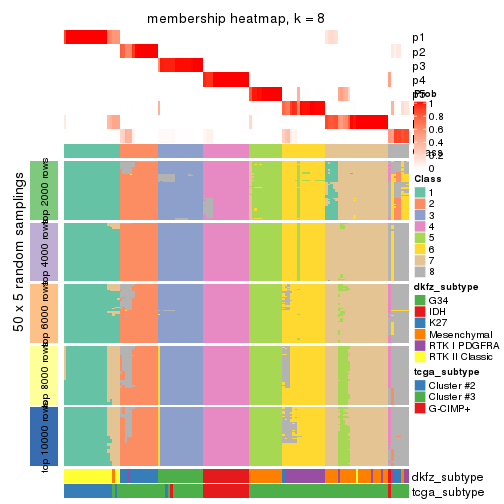 membership heatmap, k = 8
p1
p2
p3
p4
Prob
1
0.8
0.6
0.4
0.2
0
Class
1
2
3
4
5
6
7
8
dkfz_subtype
G34
IDH
K27
Mesenchymal
RTK I PDGFRA
RTK II Classic
tcga_subtype
Cluster #2
Cluster #3
G-CIMP+
50 x 5 random samplings
top 2000 rows
top 4000 rows
top 6000 rows
top 8000 rows
top 10000 rows
dkfz_subtype
tcga_subtype